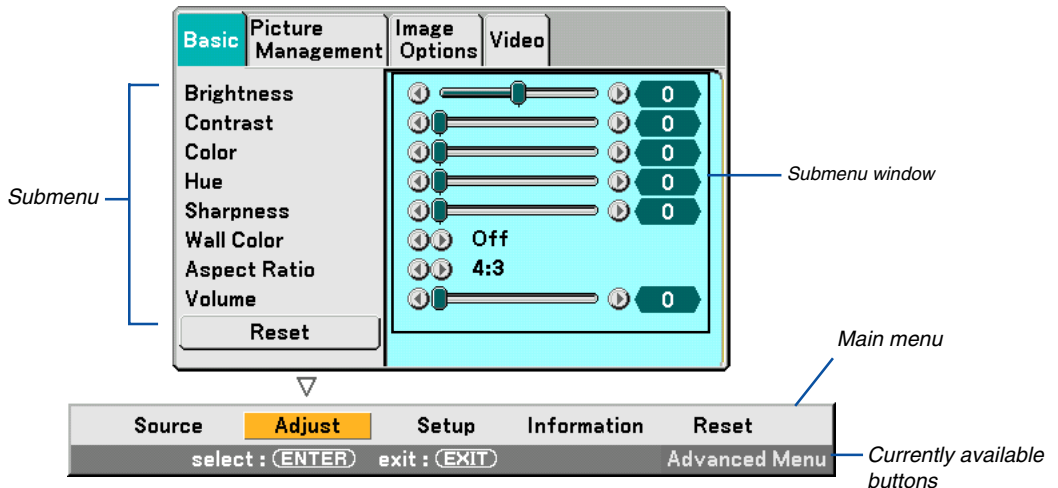 Basic Picture Management Image Options Video
Brightness 0
Contrast 0
Color 0
Hue 0
Sharpness 0
Wall Color Off
Aspect Ratio 4:3
Volume 0
Reset
Submenu
Submenu window
Main menu
Source Adjust Setup Information Reset
select : ENTER exit : EXIT Advanced Menu
Currently available
buttons